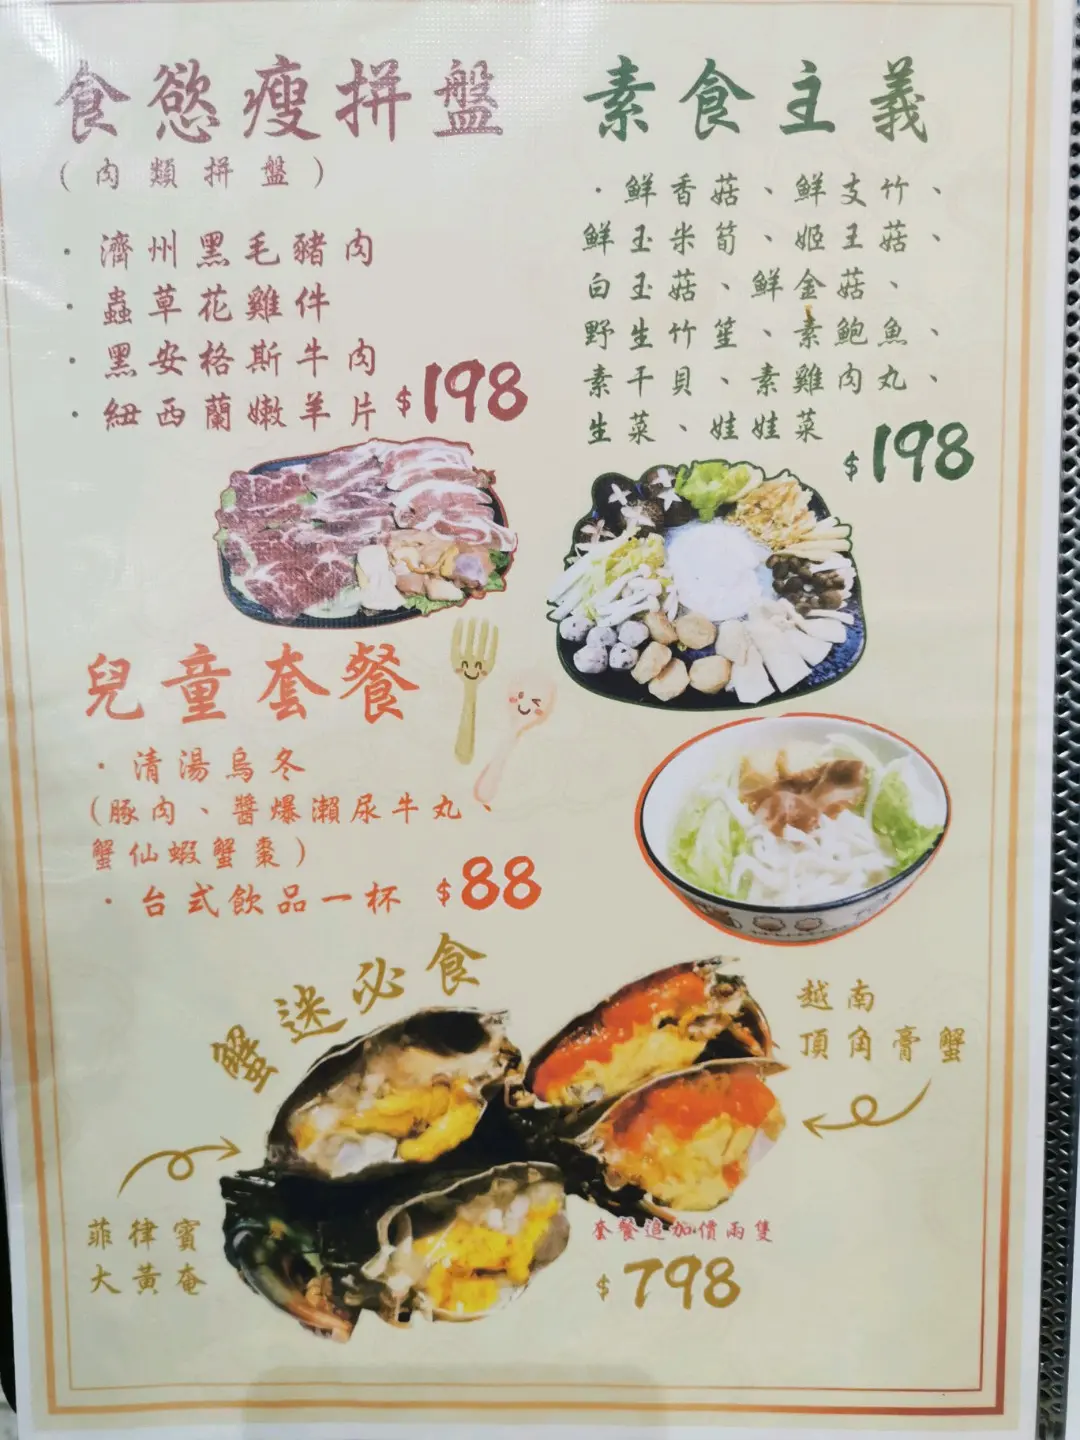 食慾瘦拼盤
(肉類拼盤)
· 濟州黑毛豬肉
· 蟲草花雞件
· 黑安格斯牛肉
· 紐西蘭嫩羊片 $198
素食主義
· 鮮香菇、鮮支竹、
鮮玉米筍、姬王菇、
白玉菇、鮮金菇、
野生竹笙、素鮑魚、
素干貝、素雞肉丸、
生菜、娃娃菜
$198
兒童套餐
· 清湯烏冬
(豚肉、醬爆瀨尿牛丸、
蟹仙蝦蟹棗)
· 台式飲品一杯 $88
蟹迷必食
越南
頂角膏蟹
菲律賓
大黃奄
套餐追加價兩隻
$798